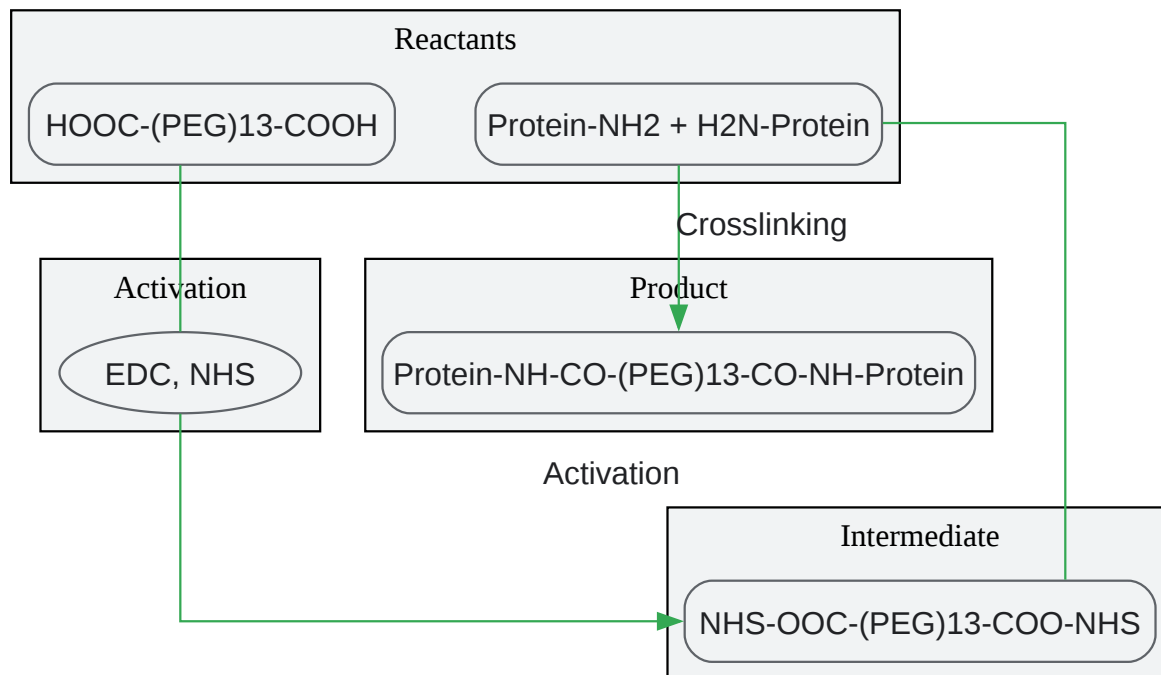 Reactants
HOOC-(PEG)13-COOH
Protein-NH2 + H2N-Protein
Crosslinking
Activation
Product
EDC, NHS
Protein-NH-CO-(PEG)13-CO-NH-Protein
Activation
Intermediate
NHS-OOC-(PEG)13-COO-NHS